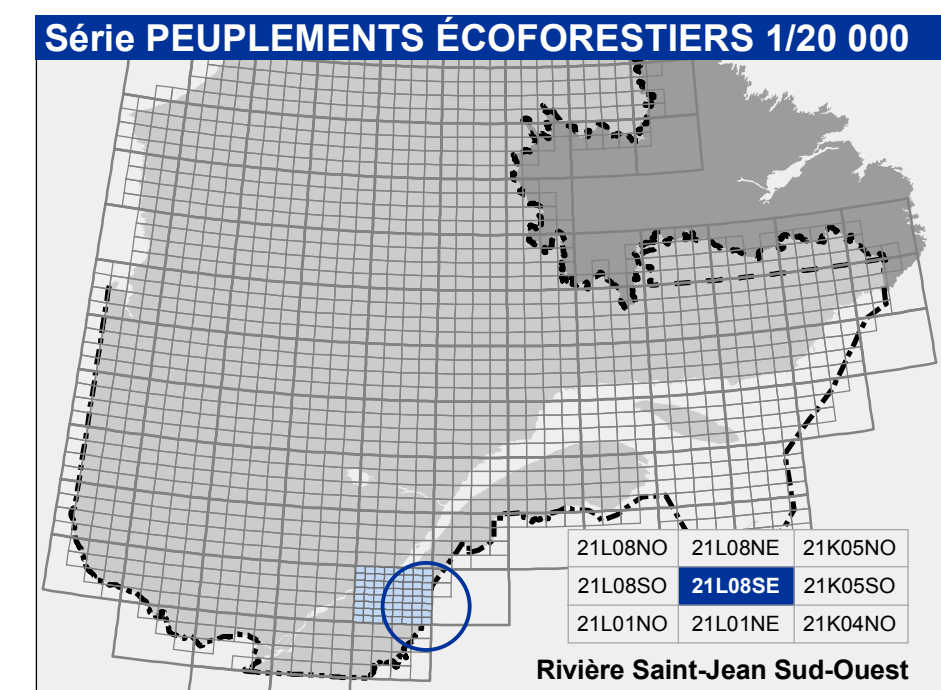 Série PEUPLEMENTS ÉCOFORESTIERS 1/20 000
21L08NO 21L08NE 21K05NO
21L08SO 21L08SE 21K05SO
21L01NO 21L01NE 21K04NO
Rivière Saint-Jean Sud-Ouest